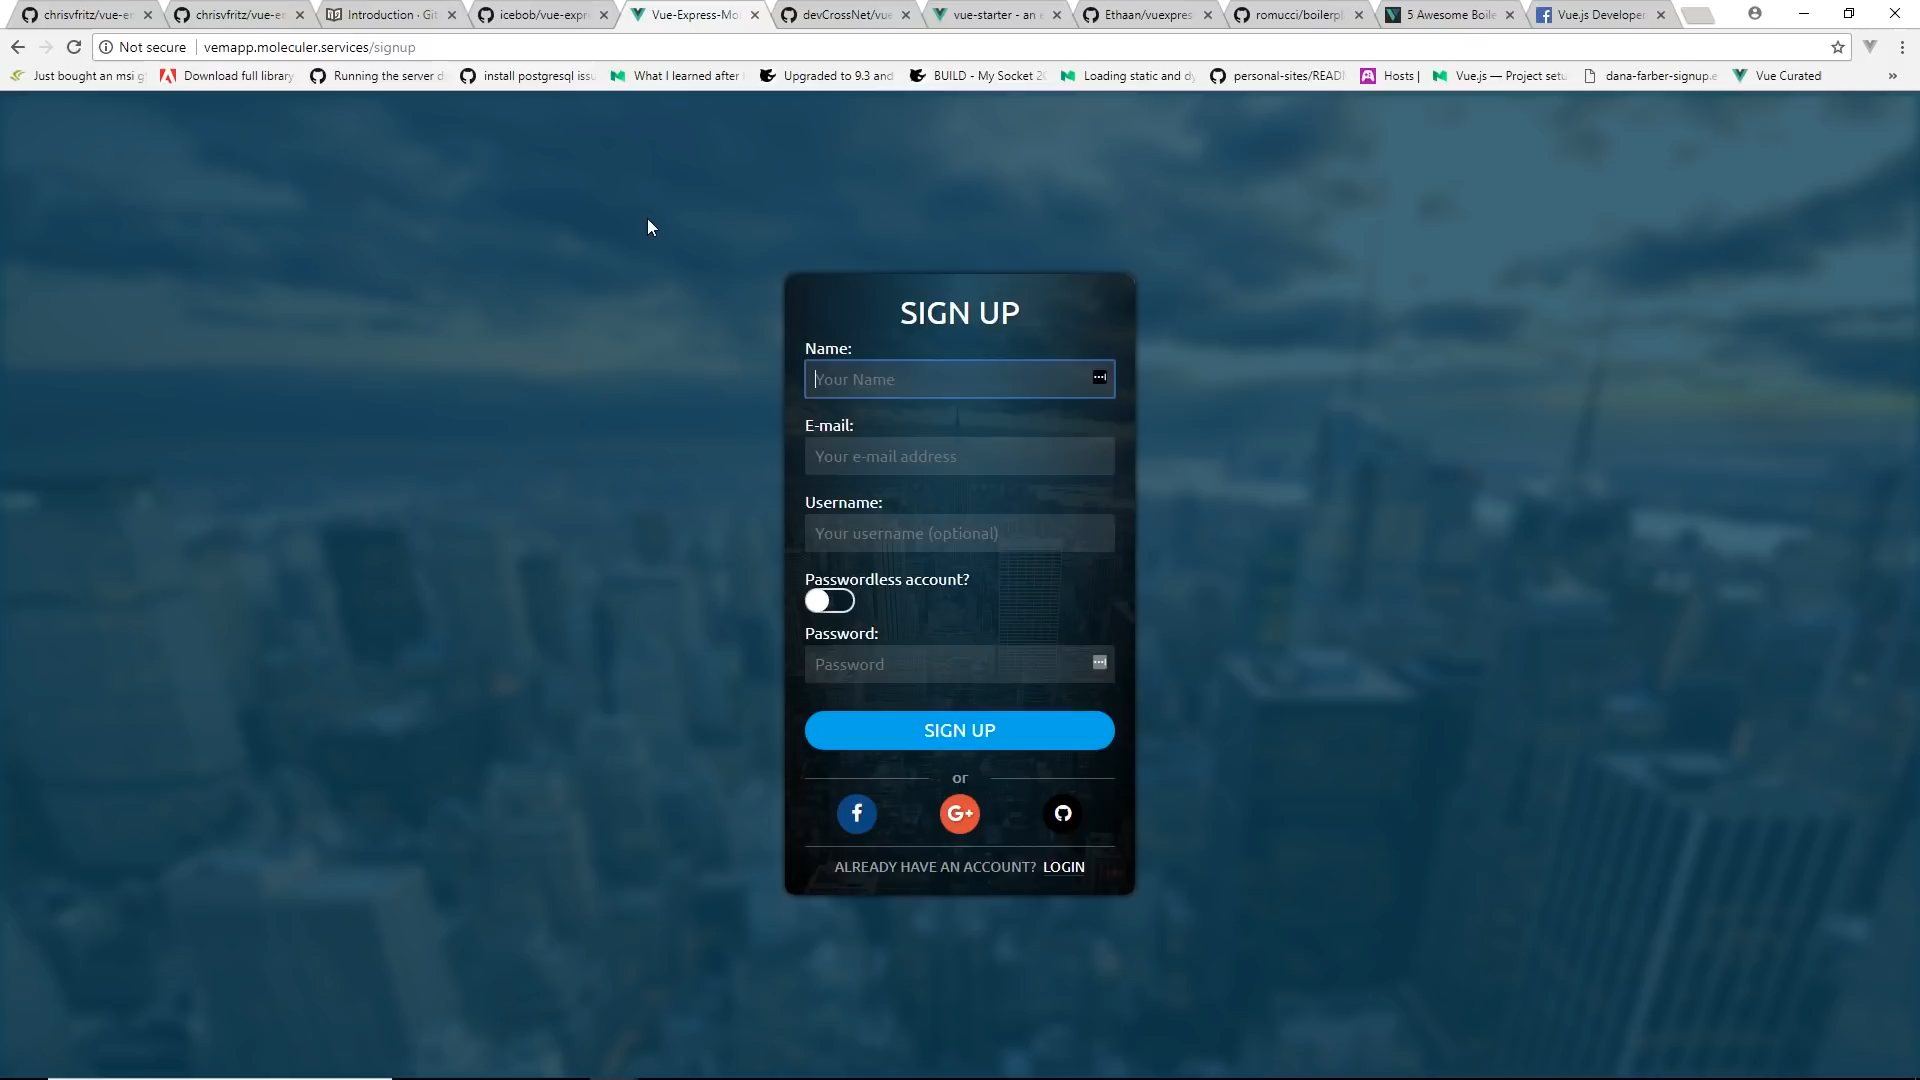 chrisvfritz/vue-en
chrisvfritz/vue-en
Introduction · Git
icebob/vue-expr
Vue-Express-Mo
devCrossNet/vue
vue-starter - an e
Ethaan/vuexpres
romucci/boilerpl
5 Awesome Boile
Vue.js Developer
Not secure
vemapp.moleculer.services/signup
Just bought an msi g
Download full library
Running the server d
install postgresql issu
What I learned after
Upgraded to 9.3 and
BUILD - My Socket 20
Loading static and dy
personal-sites/READ
Hosts |
Vue.js — Project setu
dana-farber-signup.e
Vue Curated
»
SIGN UP
Name:
Your Name
E-mail:
Your e-mail address
Username:
Your username (optional)
Passwordless account?
Password:
Password
SIGN UP
or
f
G+
ALREADY HAVE AN ACCOUNT? LOGIN